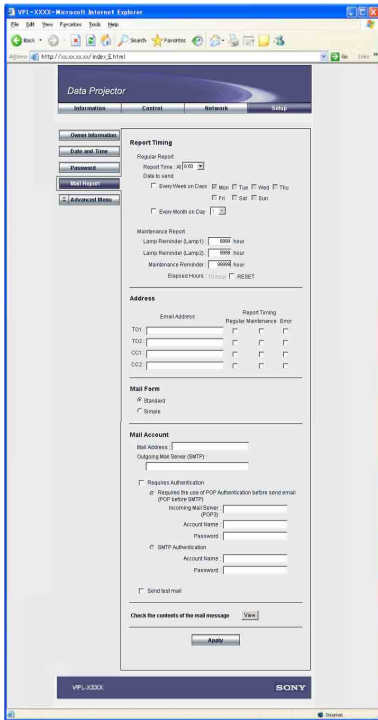 VPL-XXXX-Microsoft Internet Explorer
File Edit View Favorites Tools Help
Back Search Favorites
Address http://xx.xx.xx.xx/index_E.html Go Links
Data Projector
Information Control Network Setup
Owner Information
Date and Time
Password
Mail Report
Advanced Menu
Report Timing
Regular Report
Report Time : At 8:00
Date to send
Every Week on Days Mon Tue Wed Thu
Fri Sat Sun
Every Month on Day 1
Maintenance Report
Lamp Reminder (Lamp1) : 9999 hour
Lamp Reminder (Lamp2) : 9999 hour
Maintenance Reminder : 99999 hour
Elapsed Hours : 10 hour RESET
Address
Email Address
Report Timing
Regular Maintenance Error
TO1 :
TO2 :
CC1 :
CC2 :
Mail Form
Standard
Simple
Mail Account
Mail Address :
Outgoing Mail Server (SMTP) :
Requires Authentication
Requires the use of POP Authentication before send email
(POP before SMTP)
Incoming Mail Server
(POP3) :
Account Name :
Password :
SMTP Authentication
Account Name :
Password :
Send test mail
Check the contents of the mail message View
Apply
VPL-XXXX SONY
Internet